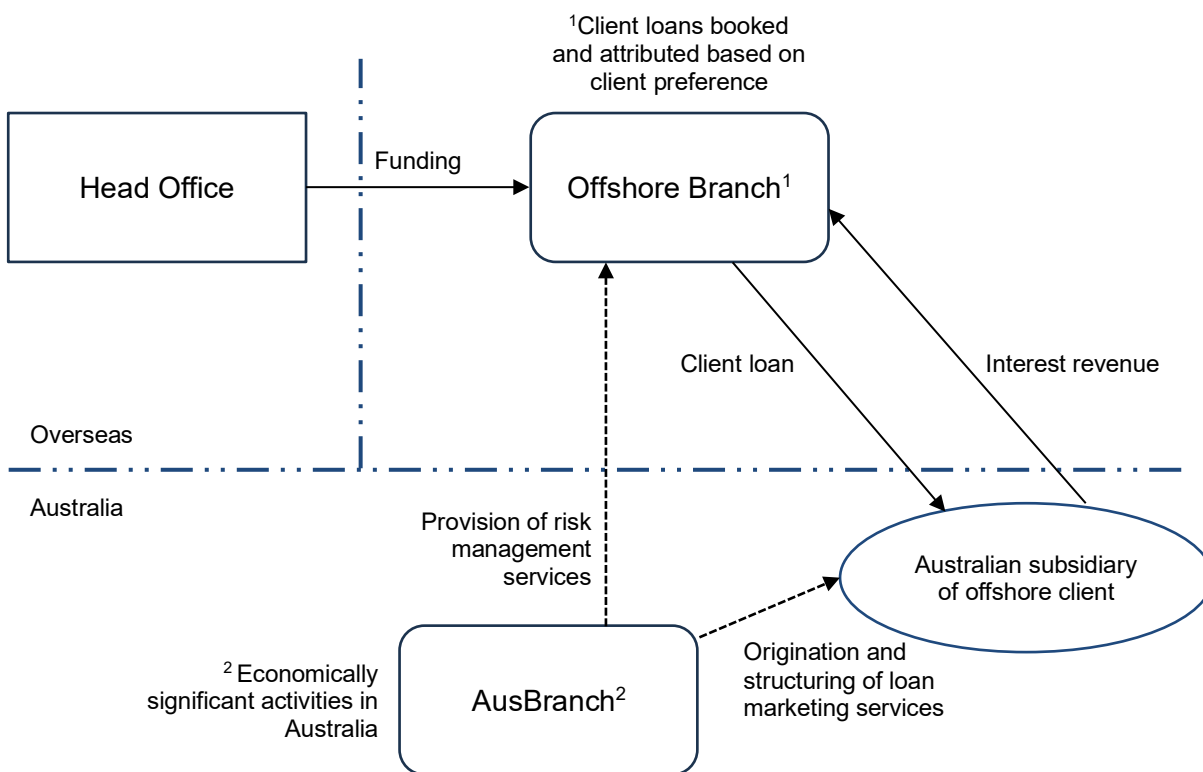 ¹Client loans booked
and attributed based on
client preference
Head Office
Funding
Offshore Branch¹
Client loan
Interest revenue
Overseas
Australia
Provision of risk
management
services
Australian subsidiary
of offshore client
² Economically
significant activities in
Australia
AusBranch²
Origination and
structuring of loan
marketing services